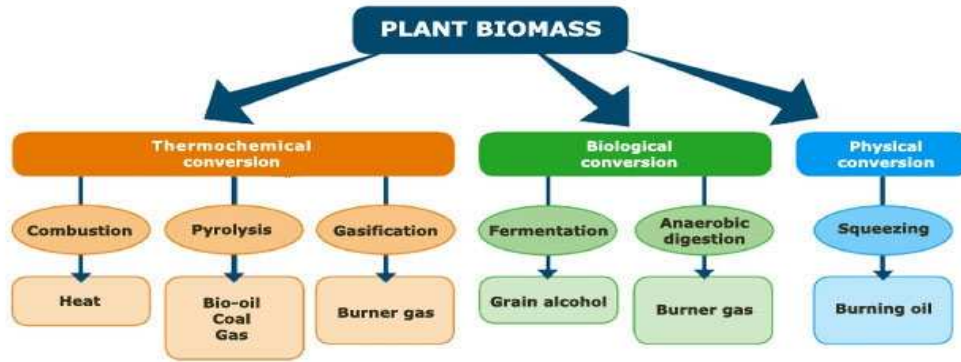 PLANT BIOMASS
Thermochemical
conversion
Biological
conversion
Physical
conversion
Combustion
Pyrolysis
Gasification
Fermentation
Anaerobic
digestion
Squeezing
Heat
Bio-oil
Coal
Gas
Burner gas
Grain alcohol
Burner gas
Burning oil